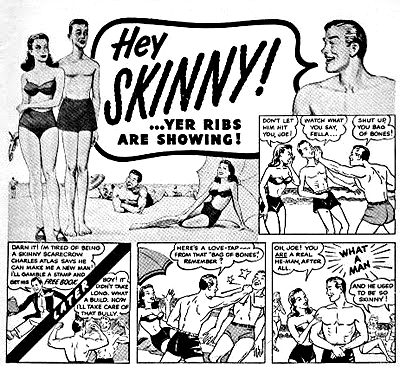 Hey
SKINNY!
...YER RIBS
ARE SHOWING!
DON'T LET
HIM HIT
YOU, JOE!
WATCH WHAT
YOU SAY,
FELLA...
SHUT UP,
YOU BAG
OF BONES!
DARN IT! I'M TIRED OF BEING
A SKINNY SCARECROW
CHARLES ATLAS SAYS HE
CAN MAKE ME A NEW MAN!
I'LL GAMBLE A STAMP AND
GET HIS FREE BOOK.
LATER
BOY! IT
DIDN'T TAKE
LONG. WHAT
A BUILD. NOW
I'LL TAKE CARE
OF THAT BULLY.
HERE'S A LOVE-TAP—
FROM THAT "BAG OF BONES",
REMEMBER?
OH, JOE! YOU
ARE A REAL
HE-MAN, AFTER
ALL...
WHAT
A
MAN
AND HE USED
TO BE SO
SKINNY!